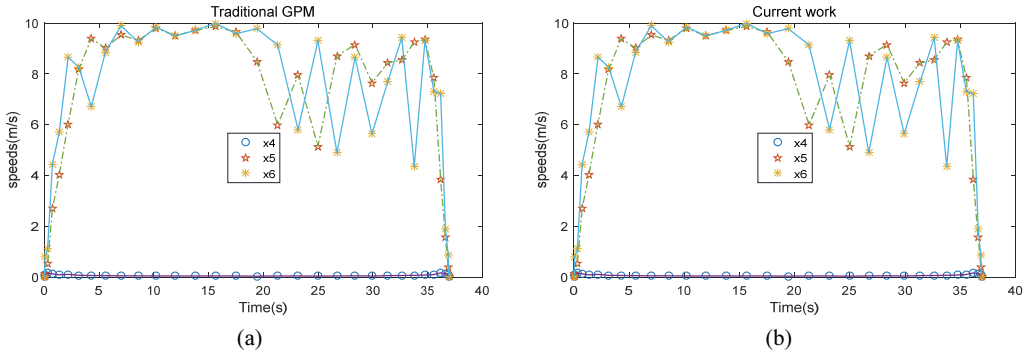 Traditional GPM
10
8
6
4
2
0
speeds(m/s)
x4
x5
x6
0 5 10 15 20 25 30 35 40
Time(s)
(a)
Current work
10
8
6
4
2
0
speeds(m/s)
x4
x5
x6
0 5 10 15 20 25 30 35 40
Time(s)
(b)